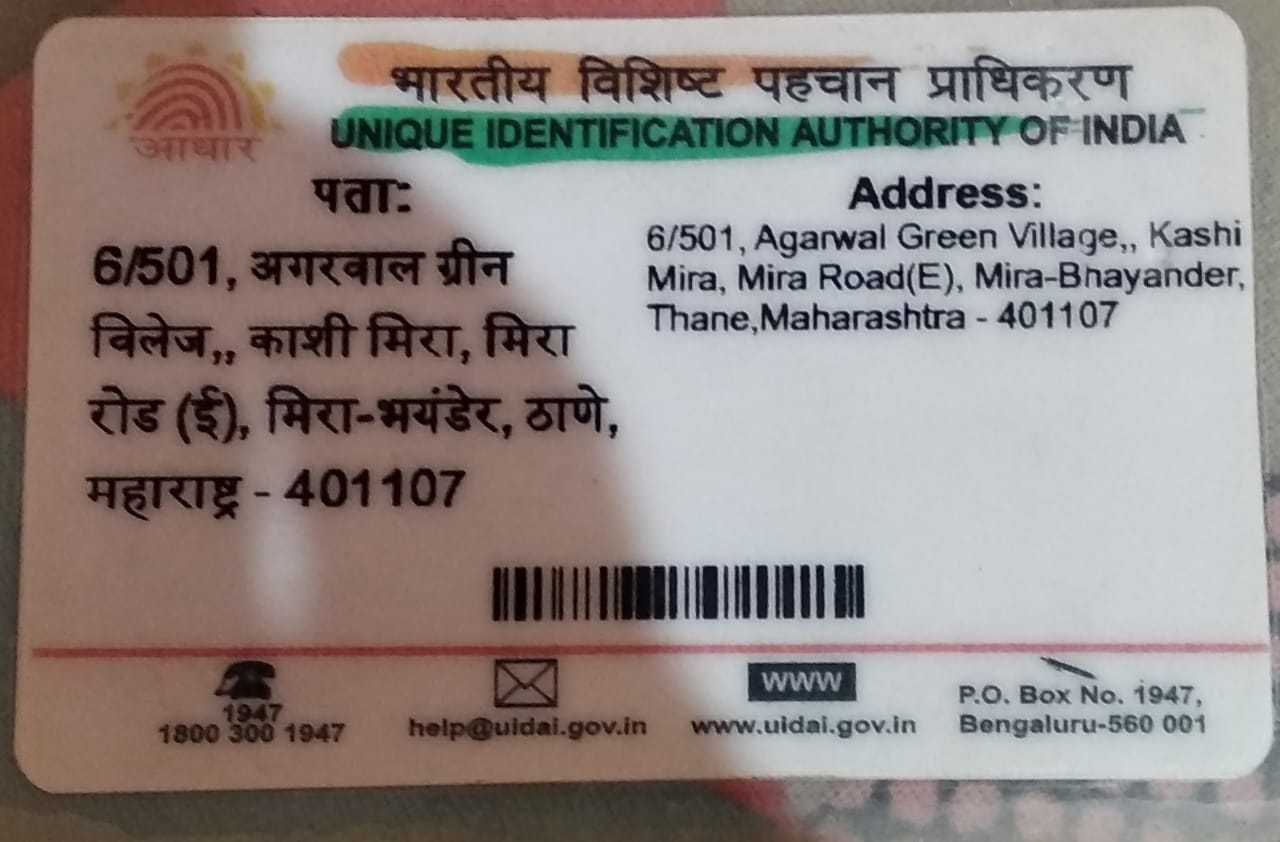 आधार
भारतीय विशिष्ट पहचान प्राधिकरण
UNIQUE IDENTIFICATION AUTHORITY OF INDIA
पता:
6/501, अगरवाल ग्रीन
विलेज,, काशी मिरा, मिरा
रोड (ई), मिरा-भयंडेर, ठाणे,
महाराष्ट्र - 401107
Address:
6/501, Agarwal Green Village,, Kashi
Mira, Mira Road(E), Mira-Bhayander,
Thane,Maharashtra - 401107
1947
1800 300 1947
help@uidai.gov.in
WWW
www.uidai.gov.in
P.O. Box No. 1947,
Bengaluru-560 001